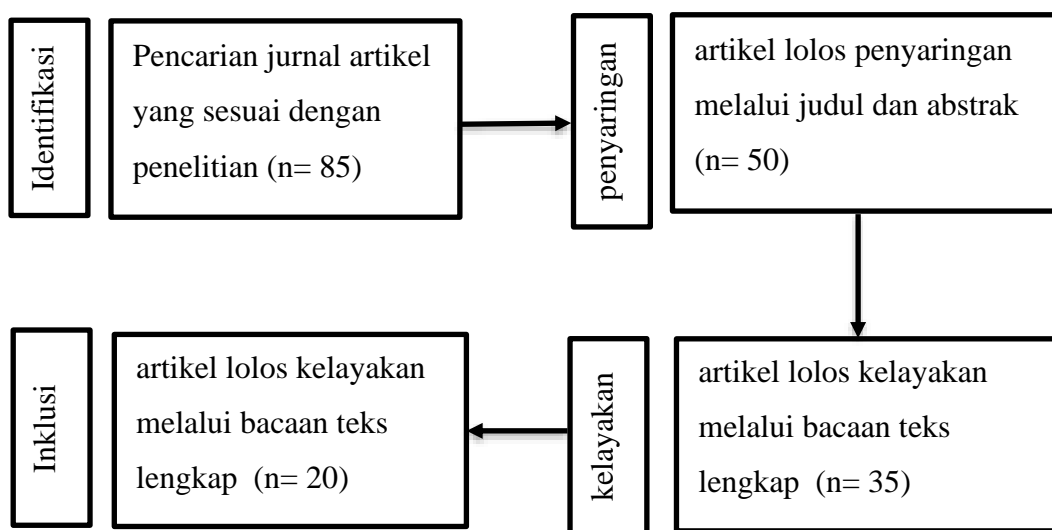 Identifikasi
Pencarian jurnal artikel
yang sesuai dengan
penelitian (n= 85)
penyaringan
artikel lolos penyaringan
melalui judul dan abstrak
(n= 50)
kelayakan
artikel lolos kelayakan
melalui bacaan teks
lengkap (n= 35)
Inklusi
artikel lolos kelayakan
melalui bacaan teks
lengkap (n= 20)